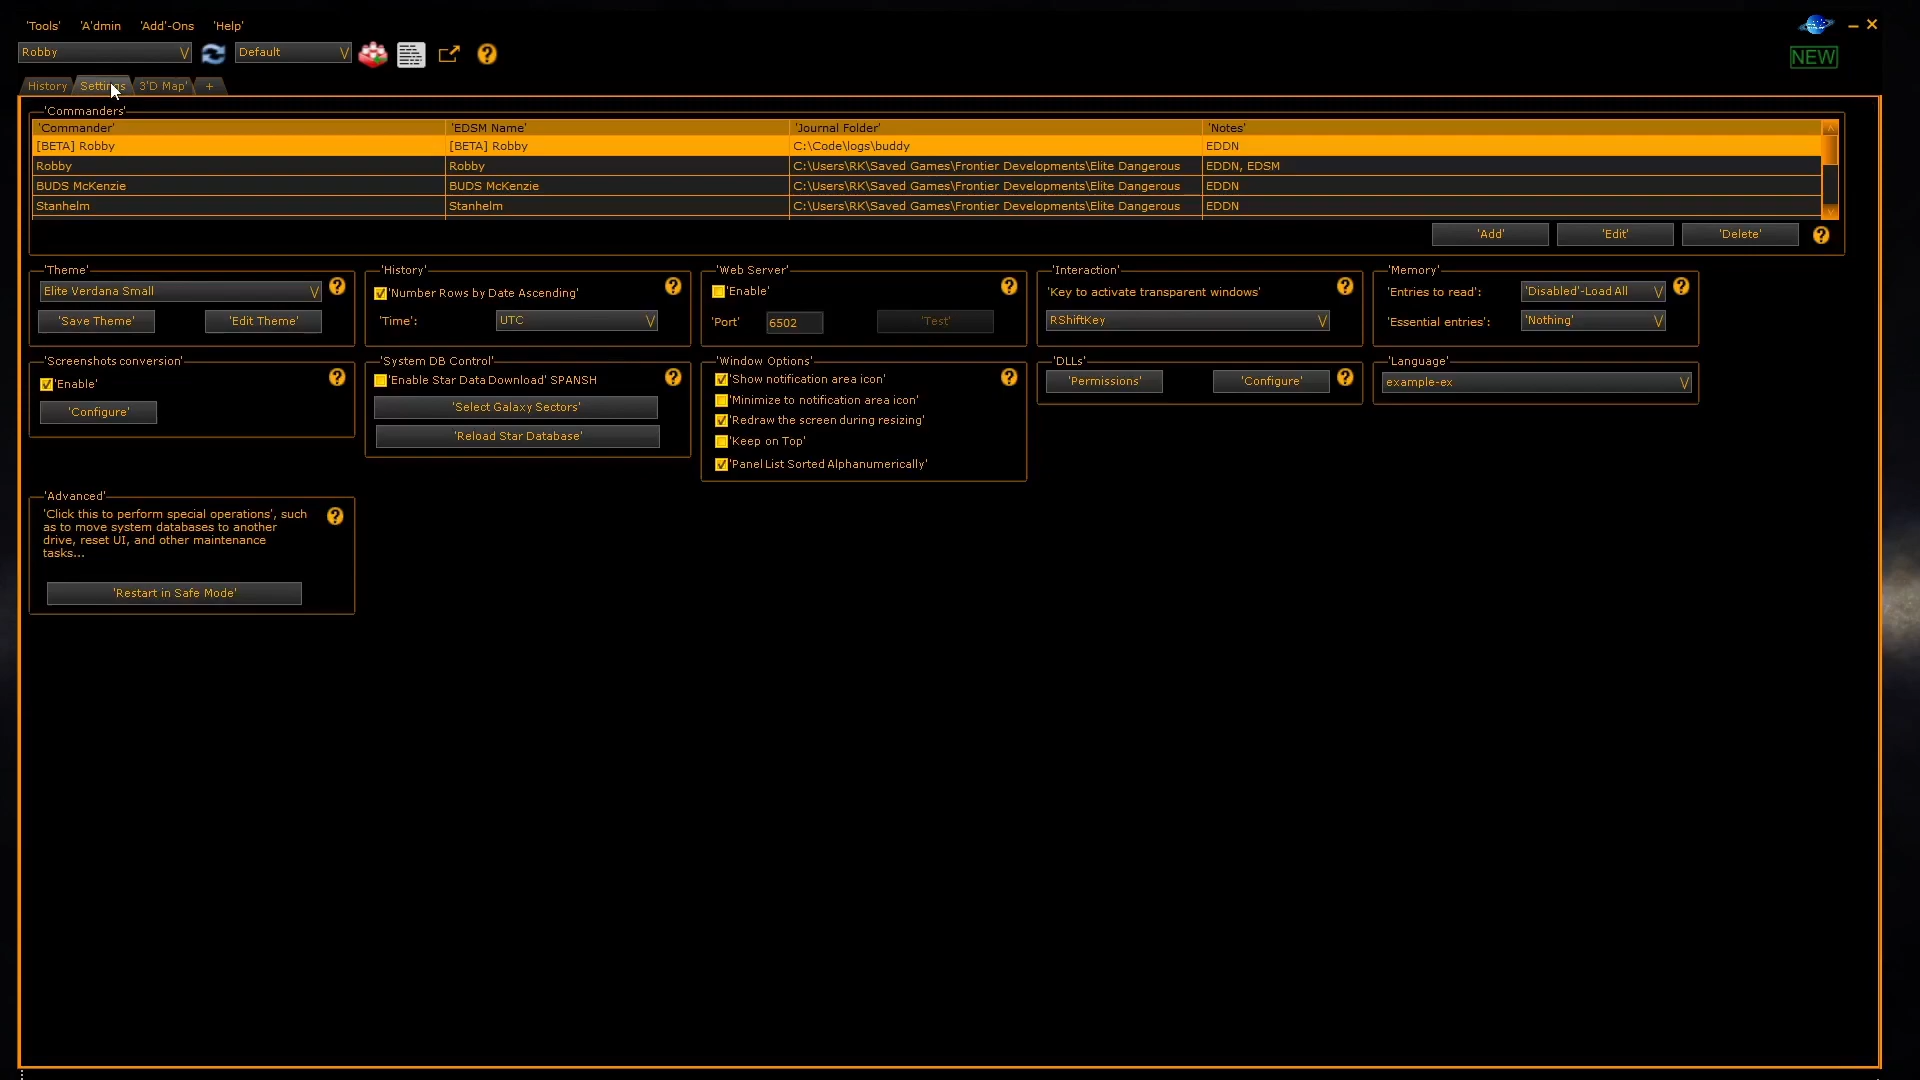 'Tools' 'A'dmin 'Add'-Ons 'Help'
Robby Default
NEW
History Settings 3'D Map' +
'Commanders'
'Commander' 'EDSM Name' 'Journal Folder' 'Notes'
[BETA] Robby [BETA] Robby C:\Code\logs\buddy EDDN
Robby Robby C:\Users\RK\Saved Games\Frontier Developments\Elite Dangerous EDDN, EDSM
BUDS McKenzie BUDS McKenzie C:\Users\RK\Saved Games\Frontier Developments\Elite Dangerous EDDN
Stanhelm Stanhelm C:\Users\RK\Saved Games\Frontier Developments\Elite Dangerous EDDN
'Add' 'Edit' 'Delete'
'Theme'
Elite Verdana Small
'Save Theme' 'Edit Theme'
'History'
'Number Rows by Date Ascending'
'Time': UTC
'Web Server'
'Enable'
'Port' 6502 'Test'
'Interaction'
'Key to activate transparent windows'
RShiftKey
'Memory'
'Entries to read': 'Disabled'-Load All
'Essential entries': 'Nothing'
'Screenshots conversion'
'Enable'
'Configure'
'System DB Control'
'Enable Star Data Download' SPANSH
'Select Galaxy Sectors'
'Reload Star Database'
'Window Options'
'Show notification area icon'
'Minimize to notification area icon'
'Redraw the screen during resizing'
'Keep on Top'
'Panel List Sorted Alphanumerically'
'DLLs'
'Permissions' 'Configure'
'Language'
example-ex
'Advanced'
'Click this to perform special operations', such
as to move system databases to another
drive, reset UI, and other maintenance
tasks...
'Restart in Safe Mode'